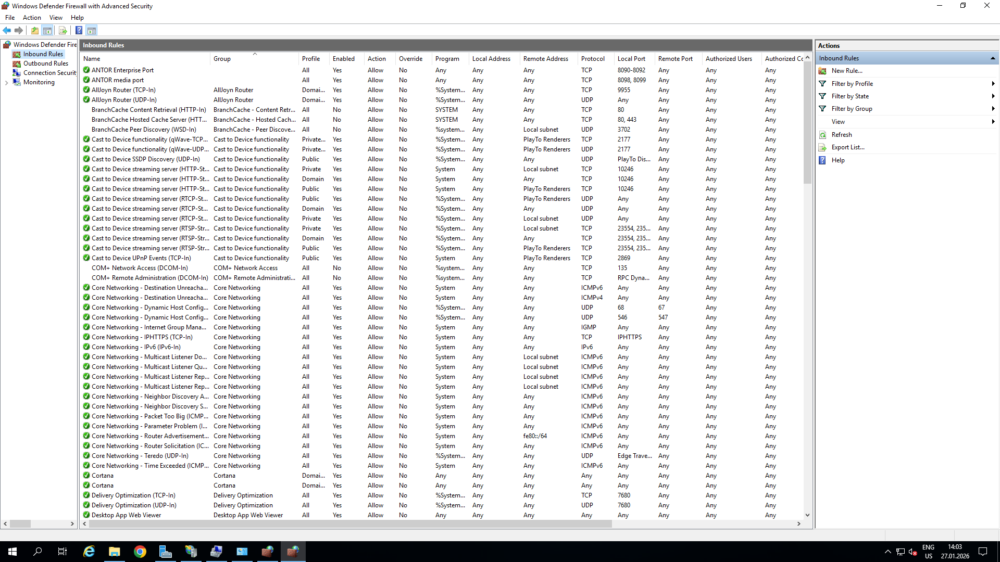 Windows Defender Firewall with Advanced Security
File Action View Help
Windows Defender Fire
Inbound Rules
Outbound Rules
Connection Securit
Monitoring
Inbound Rules
Name Group Profile Enabled Action Override Program Local Address Remote Address Protocol Local Port Remote Port Authorized Users Authorized Co
ANTOR Enterprise Port All Yes Allow No Any Any Any TCP 8090-8092 Any Any Any
ANTOR media port All Yes Allow No Any Any Any TCP 8098, 8099 Any Any Any
AllJoyn Router (TCP-In) AllJoyn Router Domai... Yes Allow No %System... Any Any TCP 9955 Any Any Any
AllJoyn Router (UDP-In) AllJoyn Router Domai... Yes Allow No %System... Any Any UDP Any Any Any Any
BranchCache Content Retrieval (HTTP-In) BranchCache - Content Retr... All No Allow No SYSTEM Any Any TCP 80 Any Any Any
BranchCache Hosted Cache Server (HTT... BranchCache - Hosted Cach... All No Allow No SYSTEM Any Any TCP 80, 443 Any Any Any
BranchCache Peer Discovery (WSD-In) BranchCache - Peer Discove... All No Allow No %system... Any Local subnet UDP 3702 Any Any Any
Cast to Device functionality (qWave-TCP... Cast to Device functionality Private... Yes Allow No %System... Any PlayTo Renderers TCP 2177 Any Any Any
Cast to Device functionality (qWave-UDP... Cast to Device functionality Private... Yes Allow No %System... Any PlayTo Renderers UDP 2177 Any Any Any
Cast to Device SSDP Discovery (UDP-In) Cast to Device functionality Public Yes Allow No %System... Any Any UDP PlayTo Dis... Any Any Any
Cast to Device streaming server (HTTP-St... Cast to Device functionality Private Yes Allow No System Any Local subnet TCP 10246 Any Any Any
Cast to Device streaming server (HTTP-St... Cast to Device functionality Domain Yes Allow No System Any Any TCP 10246 Any Any Any
Cast to Device streaming server (HTTP-St... Cast to Device functionality Public Yes Allow No System Any PlayTo Renderers TCP 10246 Any Any Any
Cast to Device streaming server (RTCP-St... Cast to Device functionality Public Yes Allow No %System... Any PlayTo Renderers UDP Any Any Any Any
Cast to Device streaming server (RTCP-St... Cast to Device functionality Domain Yes Allow No %System... Any Any UDP Any Any Any Any
Cast to Device streaming server (RTCP-St... Cast to Device functionality Private Yes Allow No %System... Any Local subnet UDP Any Any Any Any
Cast to Device streaming server (RTSP-Str... Cast to Device functionality Private Yes Allow No %System... Any Local subnet TCP 23554, 235... Any Any Any
Cast to Device streaming server (RTSP-Str... Cast to Device functionality Domain Yes Allow No %System... Any Any TCP 23554, 235... Any Any Any
Cast to Device streaming server (RTSP-Str... Cast to Device functionality Public Yes Allow No %System... Any PlayTo Renderers TCP 23554, 235... Any Any Any
Cast to Device UPnP Events (TCP-In) Cast to Device functionality Public Yes Allow No System Any PlayTo Renderers TCP 2869 Any Any Any
COM+ Network Access (DCOM-In) COM+ Network Access All No Allow No %system... Any Any TCP 135 Any Any Any
COM+ Remote Administration (DCOM-In) COM+ Remote Administrati... All No Allow No %system... Any Any TCP RPC Dyna... Any Any Any
Core Networking - Destination Unreacha... Core Networking All Yes Allow No System Any Any ICMPv6 Any Any Any Any
Core Networking - Destination Unreacha... Core Networking All Yes Allow No System Any Any ICMPv4 Any Any Any Any
Core Networking - Dynamic Host Config... Core Networking All Yes Allow No %System... Any Any UDP 68 67 Any Any
Core Networking - Dynamic Host Config... Core Networking All Yes Allow No %System... Any Any UDP 546 547 Any Any
Core Networking - Internet Group Mana... Core Networking All Yes Allow No System Any Any IGMP Any Any Any Any
Core Networking - IPHTTPS (TCP-In) Core Networking All Yes Allow No System Any Any TCP IPHTTPS Any Any Any
Core Networking - IPv6 (IPv6-In) Core Networking All Yes Allow No System Any Any IPv6 Any Any Any Any
Core Networking - Multicast Listener Do... Core Networking All Yes Allow No System Any Local subnet ICMPv6 Any Any Any Any
Core Networking - Multicast Listener Qu... Core Networking All Yes Allow No System Any Local subnet ICMPv6 Any Any Any Any
Core Networking - Multicast Listener Rep... Core Networking All Yes Allow No System Any Local subnet ICMPv6 Any Any Any Any
Core Networking - Multicast Listener Rep... Core Networking All Yes Allow No System Any Local subnet ICMPv6 Any Any Any Any
Core Networking - Neighbor Discovery A... Core Networking All Yes Allow No System Any Any ICMPv6 Any Any Any Any
Core Networking - Neighbor Discovery S... Core Networking All Yes Allow No System Any Any ICMPv6 Any Any Any Any
Core Networking - Packet Too Big (ICMP... Core Networking All Yes Allow No System Any Any ICMPv6 Any Any Any Any
Core Networking - Parameter Problem (I... Core Networking All Yes Allow No System Any Any ICMPv6 Any Any Any Any
Core Networking - Router Advertisement... Core Networking All Yes Allow No System Any fe80::/64 ICMPv6 Any Any Any Any
Core Networking - Router Solicitation (IC... Core Networking All Yes Allow No System Any Any ICMPv6 Any Any Any Any
Core Networking - Teredo (UDP-In) Core Networking All Yes Allow No %System... Any Any UDP Edge Trave... Any Any Any
Core Networking - Time Exceeded (ICMP... Core Networking All Yes Allow No System Any Any ICMPv6 Any Any Any Any
Cortana Cortana Domai... Yes Allow No Any Any Any Any Any Any Any Any
Cortana Cortana Domai... Yes Allow No Any Any Any Any Any Any Any Any
Delivery Optimization (TCP-In) Delivery Optimization All Yes Allow No %System... Any Any TCP 7680 Any Any Any
Delivery Optimization (UDP-In) Delivery Optimization All Yes Allow No %System... Any Any UDP 7680 Any Any Any
Desktop App Web Viewer Desktop App Web Viewer All Yes Allow No Any Any Any Any Any Any Any Any
Actions
Inbound Rules
New Rule...
Filter by Profile
Filter by State
Filter by Group
View
Refresh
Export List...
Help
ENG
US
14:03
27.01.2026